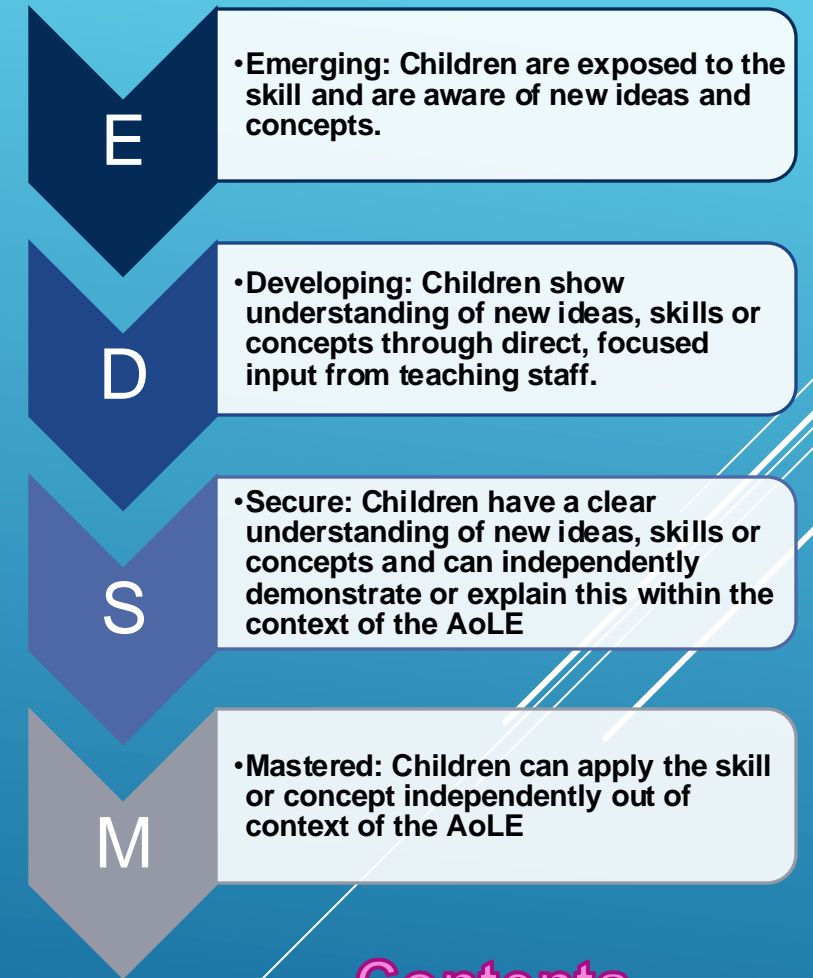 E
•Emerging: Children are exposed to the
skill and are aware of new ideas and
concepts.
D
•Developing: Children show
understanding of new ideas, skills or
concepts through direct, focused
input from teaching staff.
S
•Secure: Children have a clear
understanding of new ideas, skills or
concepts and can independently
demonstrate or explain this within the
context of the AoLE
M
•Mastered: Children can apply the skill
or concept independently out of
context of the AoLE
Contents